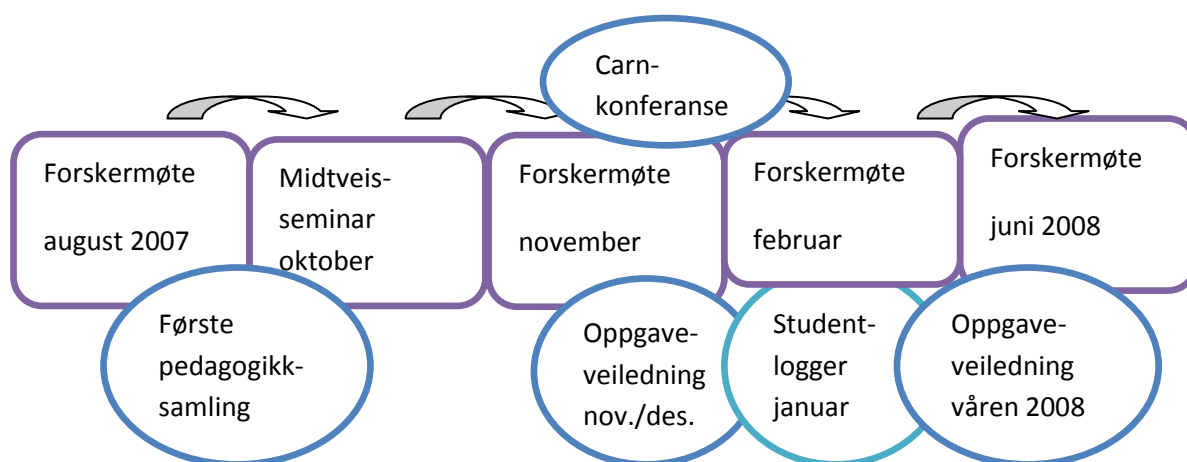 Carn-
konferanse
Forskermøte
august 2007
Midtveis-
seminar
oktober
Forskermøte
november
Forskermøte
februar
Forskermøte
juni 2008
Første
pedagogikk-
samling
Oppgave-
veiledning
nov./des.
Student-
logger
januar
Oppgave-
veiledning
våren 2008